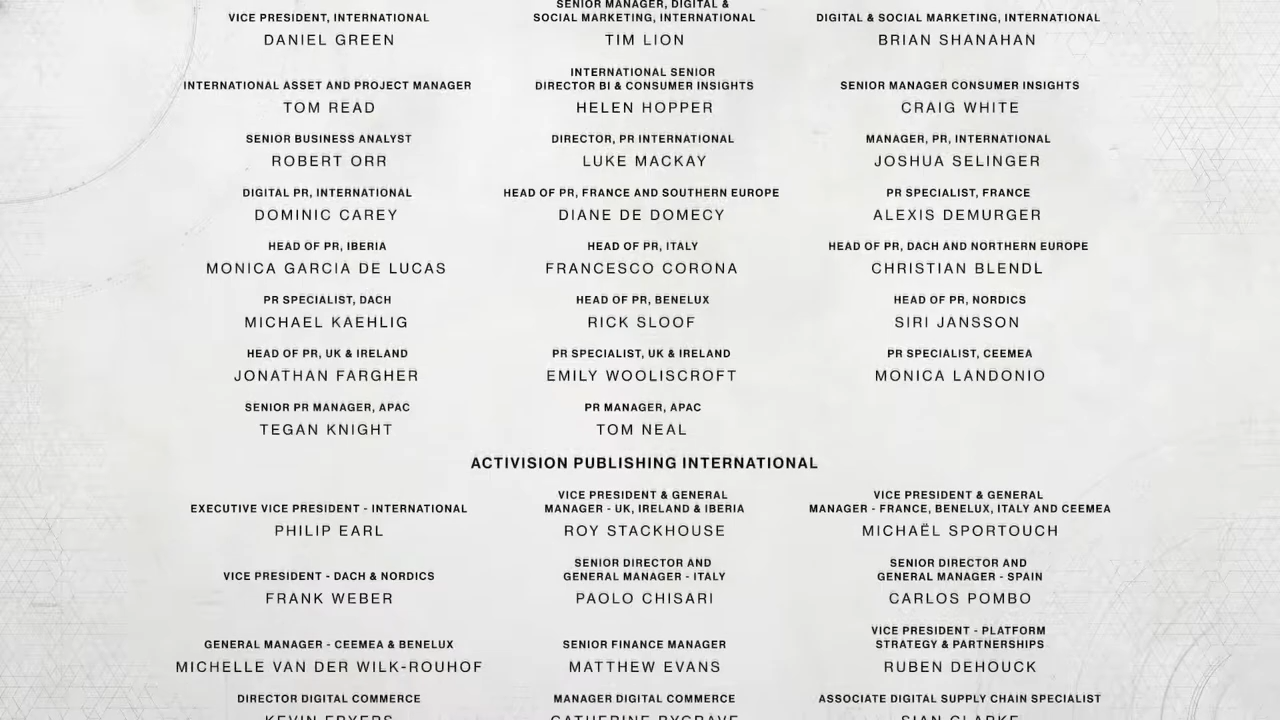 SENIOR MANAGER, DIGITAL &
VICE PRESIDENT, INTERNATIONAL SOCIAL MARKETING, INTERNATIONAL DIGITAL & SOCIAL MARKETING, INTERNATIONAL
DANIEL GREEN TIM LION BRIAN SHANAHAN
INTERNATIONAL SENIOR
INTERNATIONAL ASSET AND PROJECT MANAGER DIRECTOR BI & CONSUMER INSIGHTS SENIOR MANAGER CONSUMER INSIGHTS
TOM READ HELEN HOPPER CRAIG WHITE
SENIOR BUSINESS ANALYST DIRECTOR, PR INTERNATIONAL MANAGER, PR, INTERNATIONAL
ROBERT ORR LUKE MACKAY JOSHUA SELINGER
DIGITAL PR, INTERNATIONAL HEAD OF PR, FRANCE AND SOUTHERN EUROPE PR SPECIALIST, FRANCE
DOMINIC CAREY DIANE DE DOMECY ALEXIS DEMURGER
HEAD OF PR, IBERIA HEAD OF PR, ITALY HEAD OF PR, DACH AND NORTHERN EUROPE
MONICA GARCIA DE LUCAS FRANCESCO CORONA CHRISTIAN BLENDL
PR SPECIALIST, DACH HEAD OF PR, BENELUX HEAD OF PR, NORDICS
MICHAEL KAEHLIG RICK SLOOF SIRI JANSSON
HEAD OF PR, UK & IRELAND PR SPECIALIST, UK & IRELAND PR SPECIALIST, CEEMEA
JONATHAN FARGHER EMILY WOOLISCROFT MONICA LANDONIO
SENIOR PR MANAGER, APAC PR MANAGER, APAC
TEGAN KNIGHT TOM NEAL
ACTIVISION PUBLISHING INTERNATIONAL
VICE PRESIDENT & GENERAL VICE PRESIDENT & GENERAL
EXECUTIVE VICE PRESIDENT - INTERNATIONAL MANAGER - UK, IRELAND & IBERIA MANAGER - FRANCE, BENELUX, ITALY AND CEEMEA
PHILIP EARL ROY STACKHOUSE MICHAËL SPORTOUCH
SENIOR DIRECTOR AND SENIOR DIRECTOR AND
VICE PRESIDENT - DACH & NORDICS GENERAL MANAGER - ITALY GENERAL MANAGER - SPAIN
FRANK WEBER PAOLO CHISARI CARLOS POMBO
VICE PRESIDENT - PLATFORM
GENERAL MANAGER - CEEMEA & BENELUX SENIOR FINANCE MANAGER STRATEGY & PARTNERSHIPS
MICHELLE VAN DER WILK-ROUHOF MATTHEW EVANS RUBEN DEHOUCK
DIRECTOR DIGITAL COMMERCE MANAGER DIGITAL COMMERCE ASSOCIATE DIGITAL SUPPLY CHAIN SPECIALIST